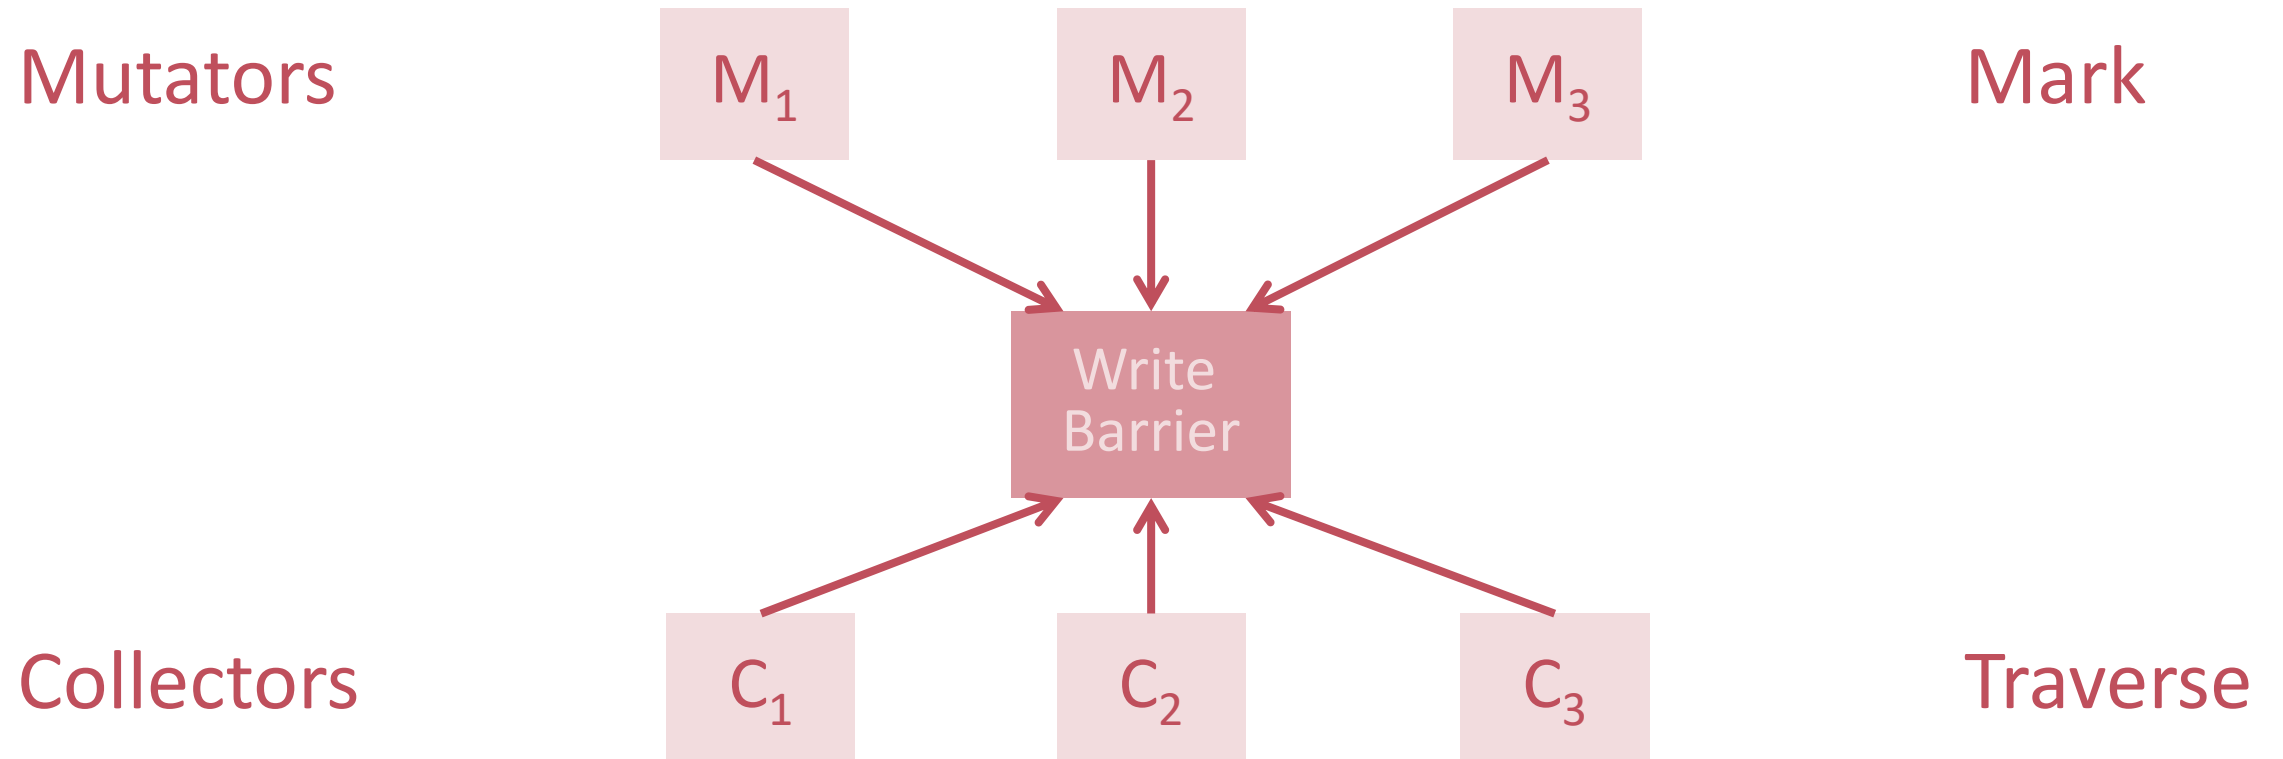 Mutators M1 M2 M3 Mark
Write
Barrier
Collectors C1 C2 C3 Traverse